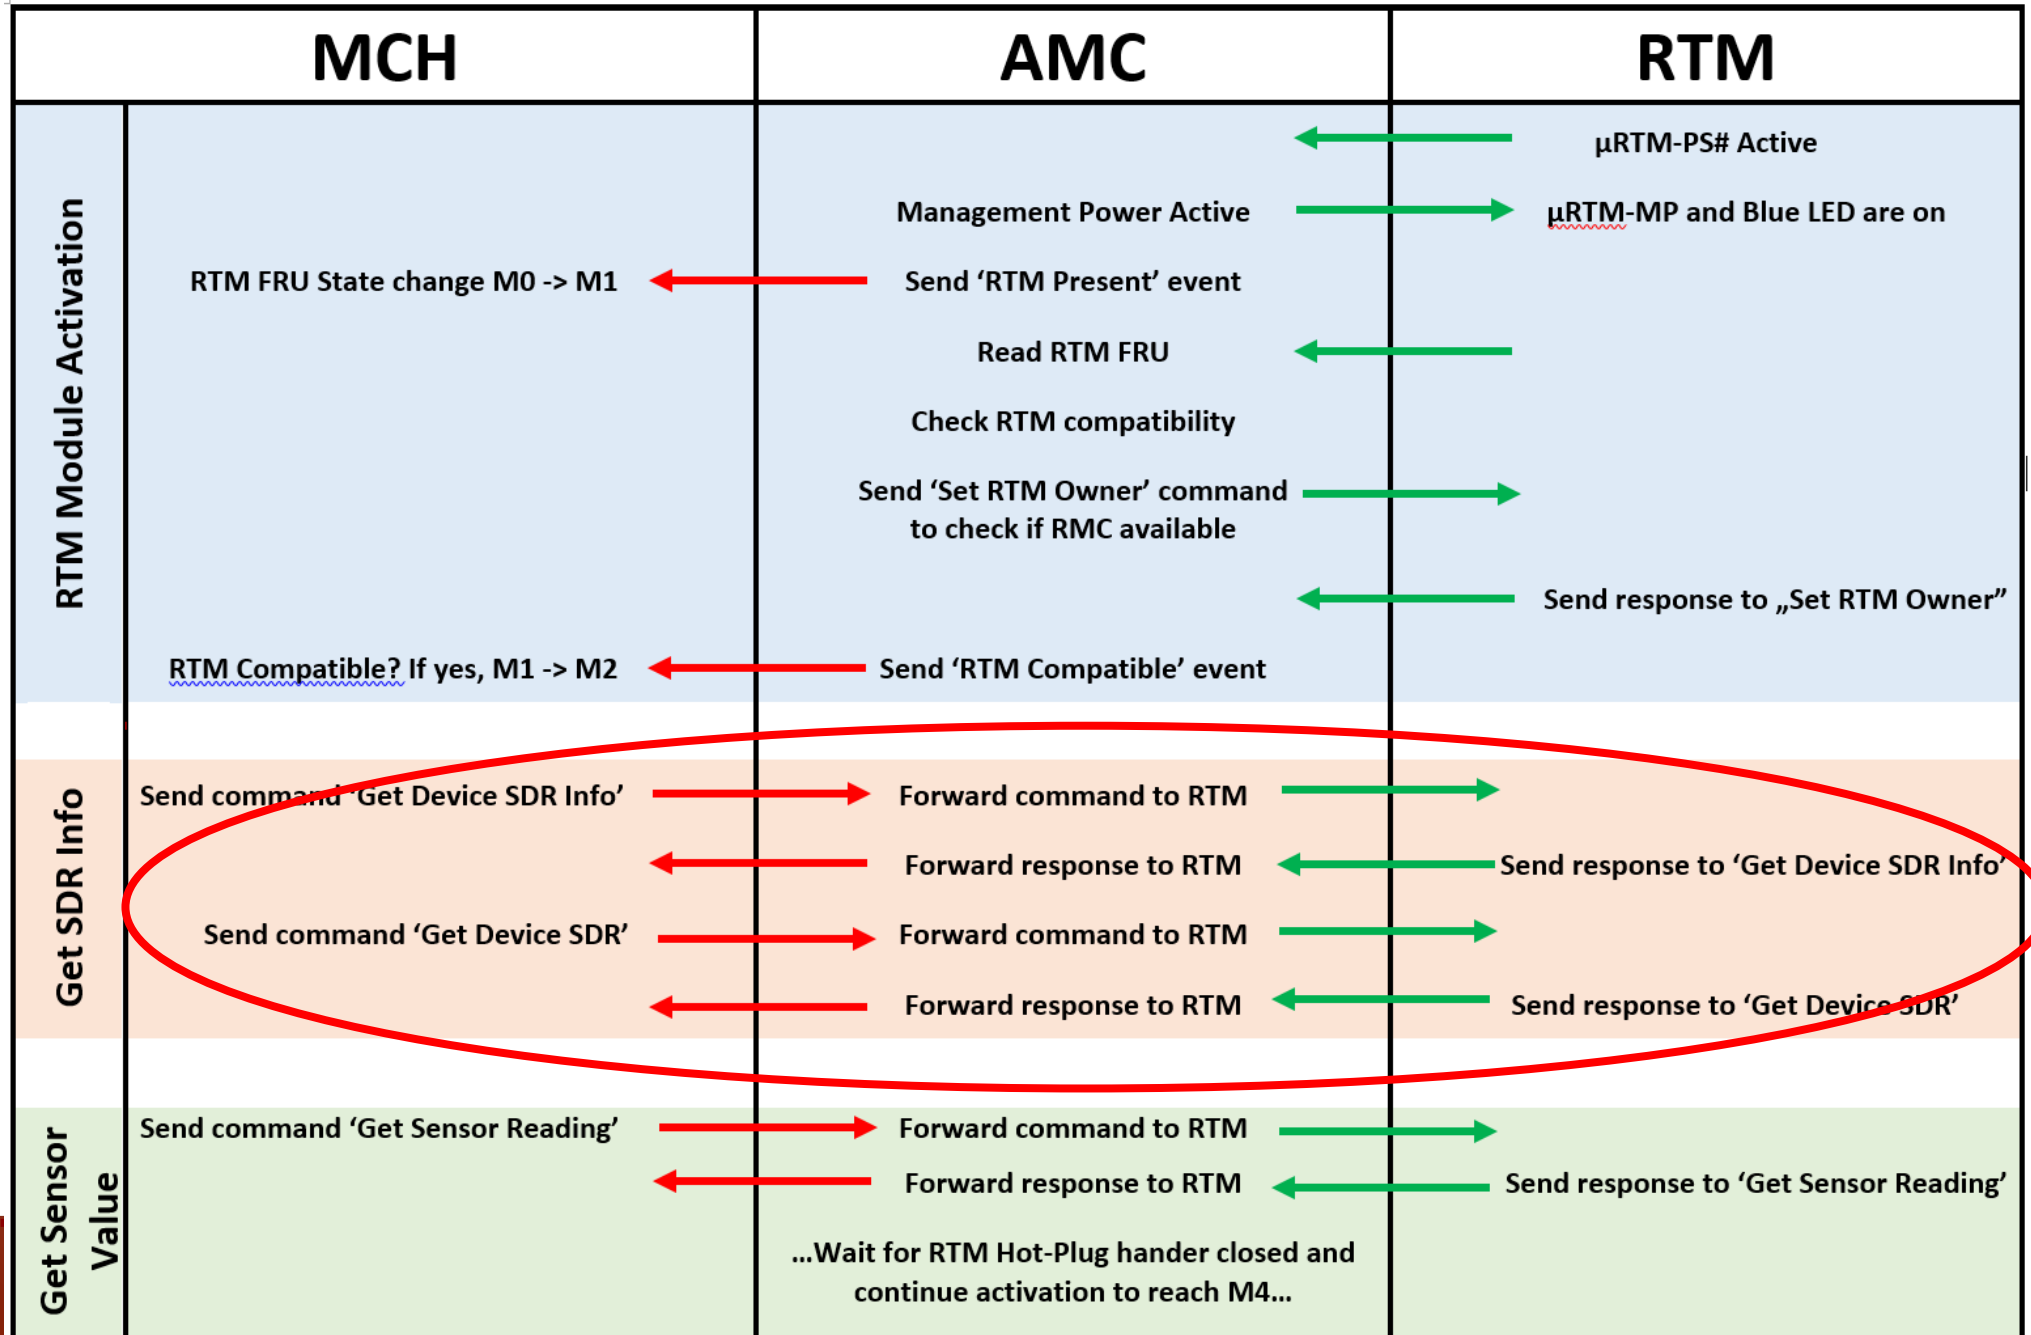 MCH
AMC
RTM
RTM Module Activation
µRTM-PS# Active
Management Power Active
µRTM-MP and Blue LED are on
RTM FRU State change M0 -> M1
Send ‘RTM Present’ event
Read RTM FRU
Check RTM compatibility
Send ‘Set RTM Owner’ command
to check if RMC available
Send response to „Set RTM Owner”
RTM Compatible? If yes, M1 -> M2
Send ‘RTM Compatible’ event
Get SDR Info
Send command ‘Get Device SDR Info’
Forward command to RTM
Forward response to RTM
Send response to ‘Get Device SDR Info’
Send command ‘Get Device SDR’
Forward command to RTM
Forward response to RTM
Send response to ‘Get Device SDR’
Get Sensor
Value
Send command ‘Get Sensor Reading’
Forward command to RTM
Forward response to RTM
Send response to ‘Get Sensor Reading’
...Wait for RTM Hot-Plug hander closed and
continue activation to reach M4...